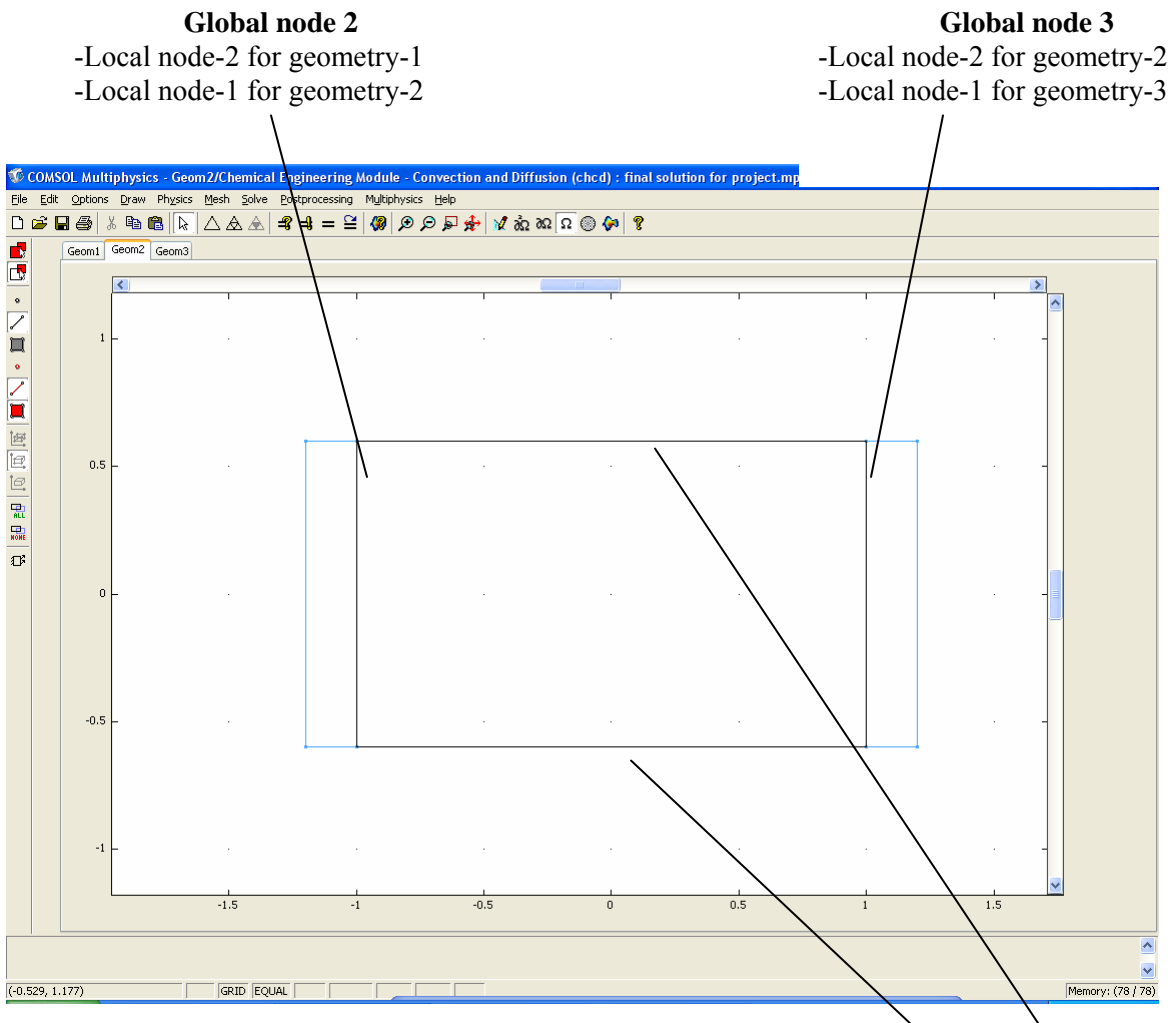 Global node 2
-Local node-2 for geometry-1
-Local node-1 for geometry-2
Global node 3
-Local node-2 for geometry-2
-Local node-1 for geometry-3
COMSOL Multiphysics - Geom2/Chemical Engineering Module - Convection and Diffusion (chcd) : final solution for project.mp
File Edit Options Draw Physics Mesh Solve Postprocessing Multiphysics Help
Geom1 Geom2 Geom3
ALL
NONE
1
0.5
0
-0.5
-1
-1.5 -1 -0.5 0 0.5 1 1.5
(-0.529, 1.177) GRID EQUAL Memory: (78 / 78)